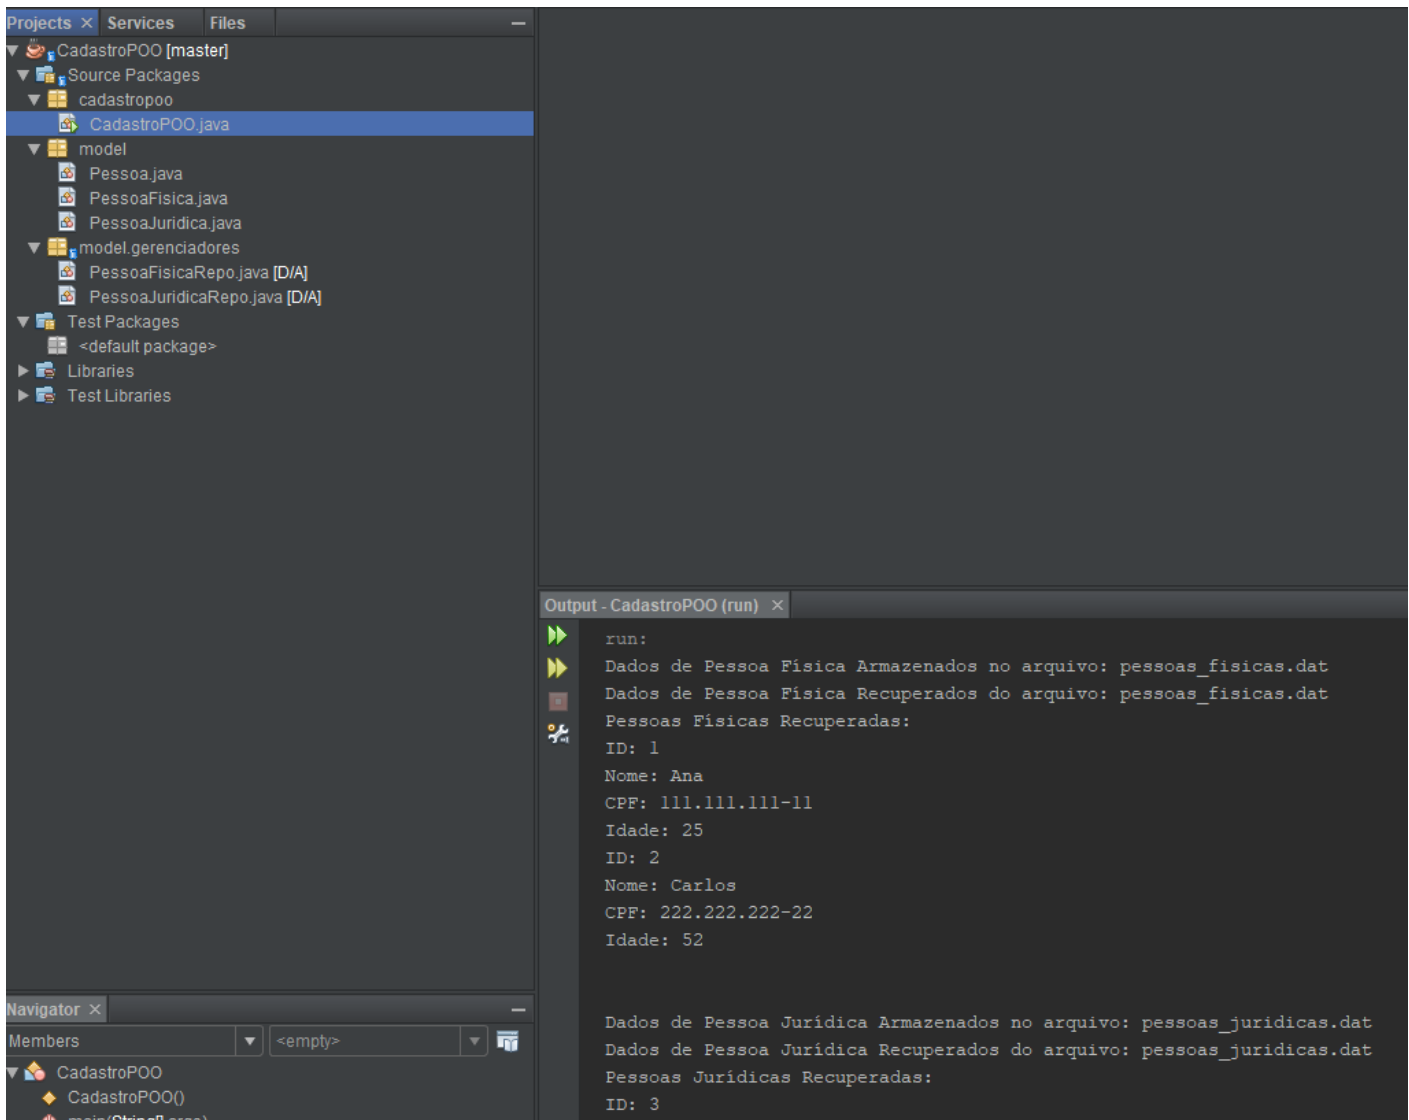 Projects Services Files
CadastroPOO [master]
Source Packages
cadastropoo
CadastroPOO.java
model
Pessoa.java
PessoaFisica.java
PessoaJuridica.java
model.gerenciadores
PessoaFisicaRepo.java [D/A]
PessoaJuridicaRepo.java [D/A]
Test Packages
<default package>
Libraries
Test Libraries
Navigator
Members <empty>
CadastroPOO
CadastroPOO()
main(String[] args)
Output - CadastroPOO (run)
run:
Dados de Pessoa Física Armazenados no arquivo: pessoas_fisicas.dat
Dados de Pessoa Física Recuperados do arquivo: pessoas_fisicas.dat
Pessoas Físicas Recuperadas:
ID: 1
Nome: Ana
CPF: 111.111.111-11
Idade: 25
ID: 2
Nome: Carlos
CPF: 222.222.222-22
Idade: 52
Dados de Pessoa Jurídica Armazenados no arquivo: pessoas_juridicas.dat
Dados de Pessoa Jurídica Recuperados do arquivo: pessoas_juridicas.dat
Pessoas Jurídicas Recuperadas:
ID: 3